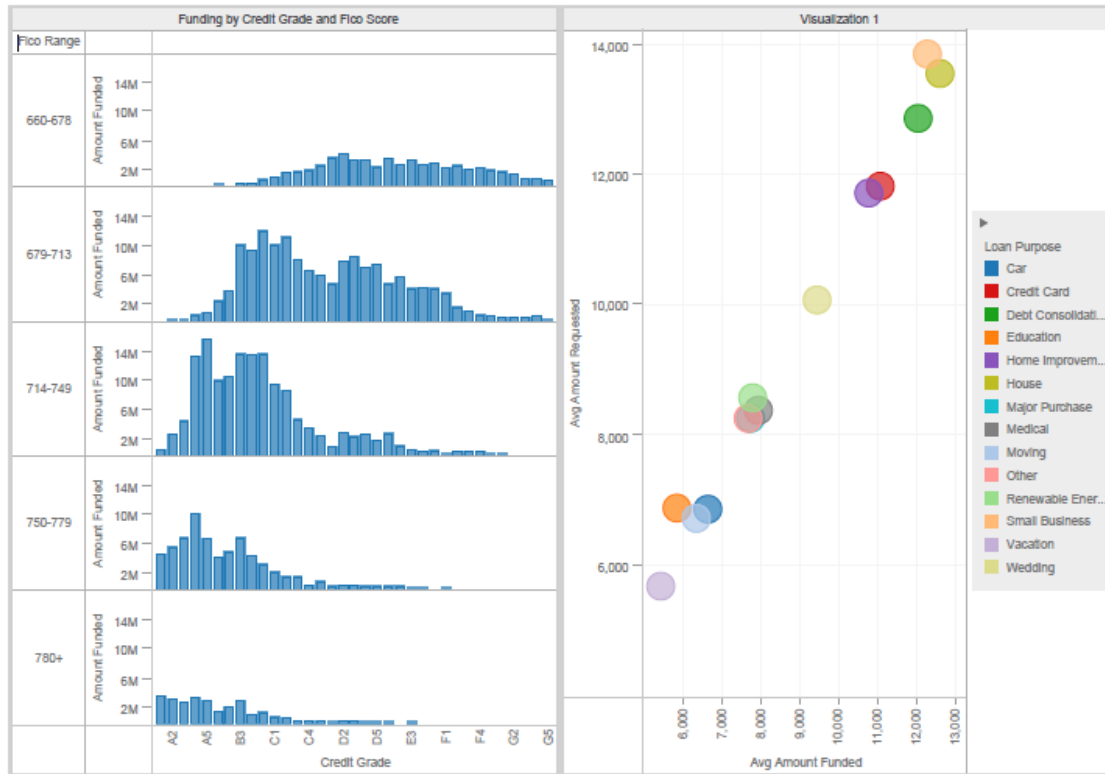 Funding by Credit Grade and Fico Score
Fico Range
660-678
Amount Funded
14M
10M
6M
2M
679-713
Amount Funded
14M
10M
6M
2M
714-749
Amount Funded
14M
10M
6M
2M
750-779
Amount Funded
14M
10M
6M
2M
780+
Amount Funded
14M
10M
6M
2M
A2 A5 B3 C1 C4 D2 D5 E3 F1 F4 G2 G5
Credit Grade
Visualization 1
Avg Amount Requested
14,000
12,000
10,000
8,000
6,000
6,000 7,000 8,000 9,000 10,000 11,000 12,000 13,000
Avg Amount Funded
Loan Purpose
Car
Credit Card
Debt Consolidati...
Education
Home Improvem...
House
Major Purchase
Medical
Moving
Other
Renewable Ener...
Small Business
Vacation
Wedding